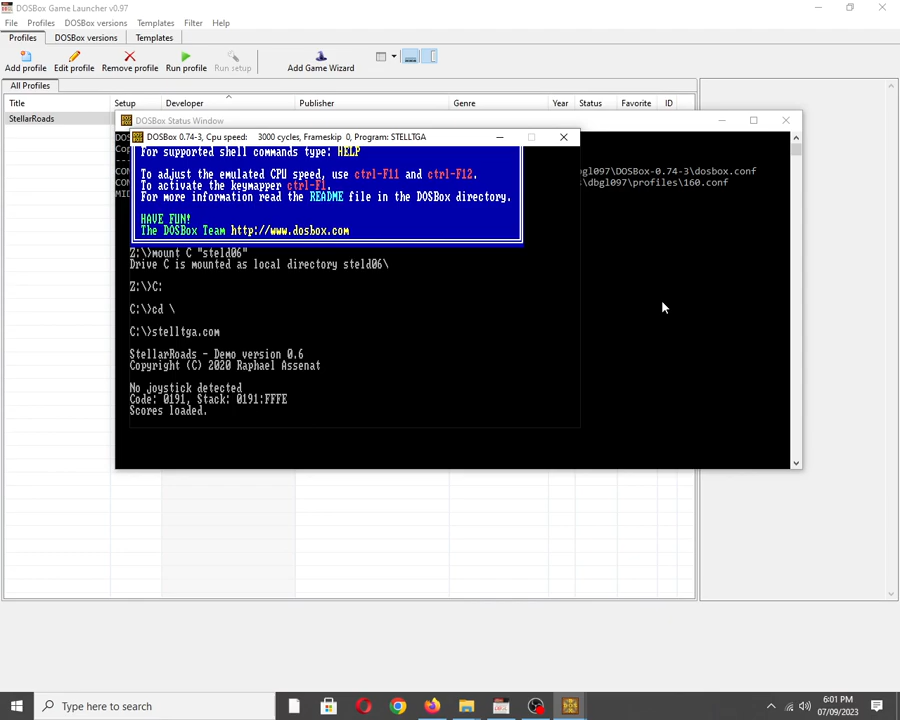 DOSBox Game Launcher v0.97
File Profiles DOSBox versions Templates Filter Help
Profiles DOSBox versions Templates
Add profile Edit profile Remove profile Run profile Run setup Add Game Wizard
All Profiles
Title Setup Developer Publisher Genre Year Status Favorite ID
StellarRoads
DOSBox Status Window
DOSBox 0.74-3, Cpu speed: 3000 cycles, Frameskip 0, Program: STELLTGA
For supported shell commands type: HELP
To adjust the emulated CPU speed, use ctrl-F11 and ctrl-F12.
To activate the keymapper ctrl-F1.
For more information read the README file in the DOSBox directory.
HAVE FUN!
The DOSBox Team http://www.dosbox.com
dbgl097\DOSBox-0.74-3\dosbox.conf
\dbgl097\profiles\160.conf
Z:\>mount C "steld06"
Drive C is mounted as local directory steld06\
Z:\>C:
C:\>cd \
C:\>stelltga.com
StellarRoads - Demo version 0.6
Copyright (C) 2020 Raphael Assenat
No joystick detected
Code: 0191, Stack: 0191:FFFE
Scores loaded.
Type here to search
6:01 PM
07/09/2023